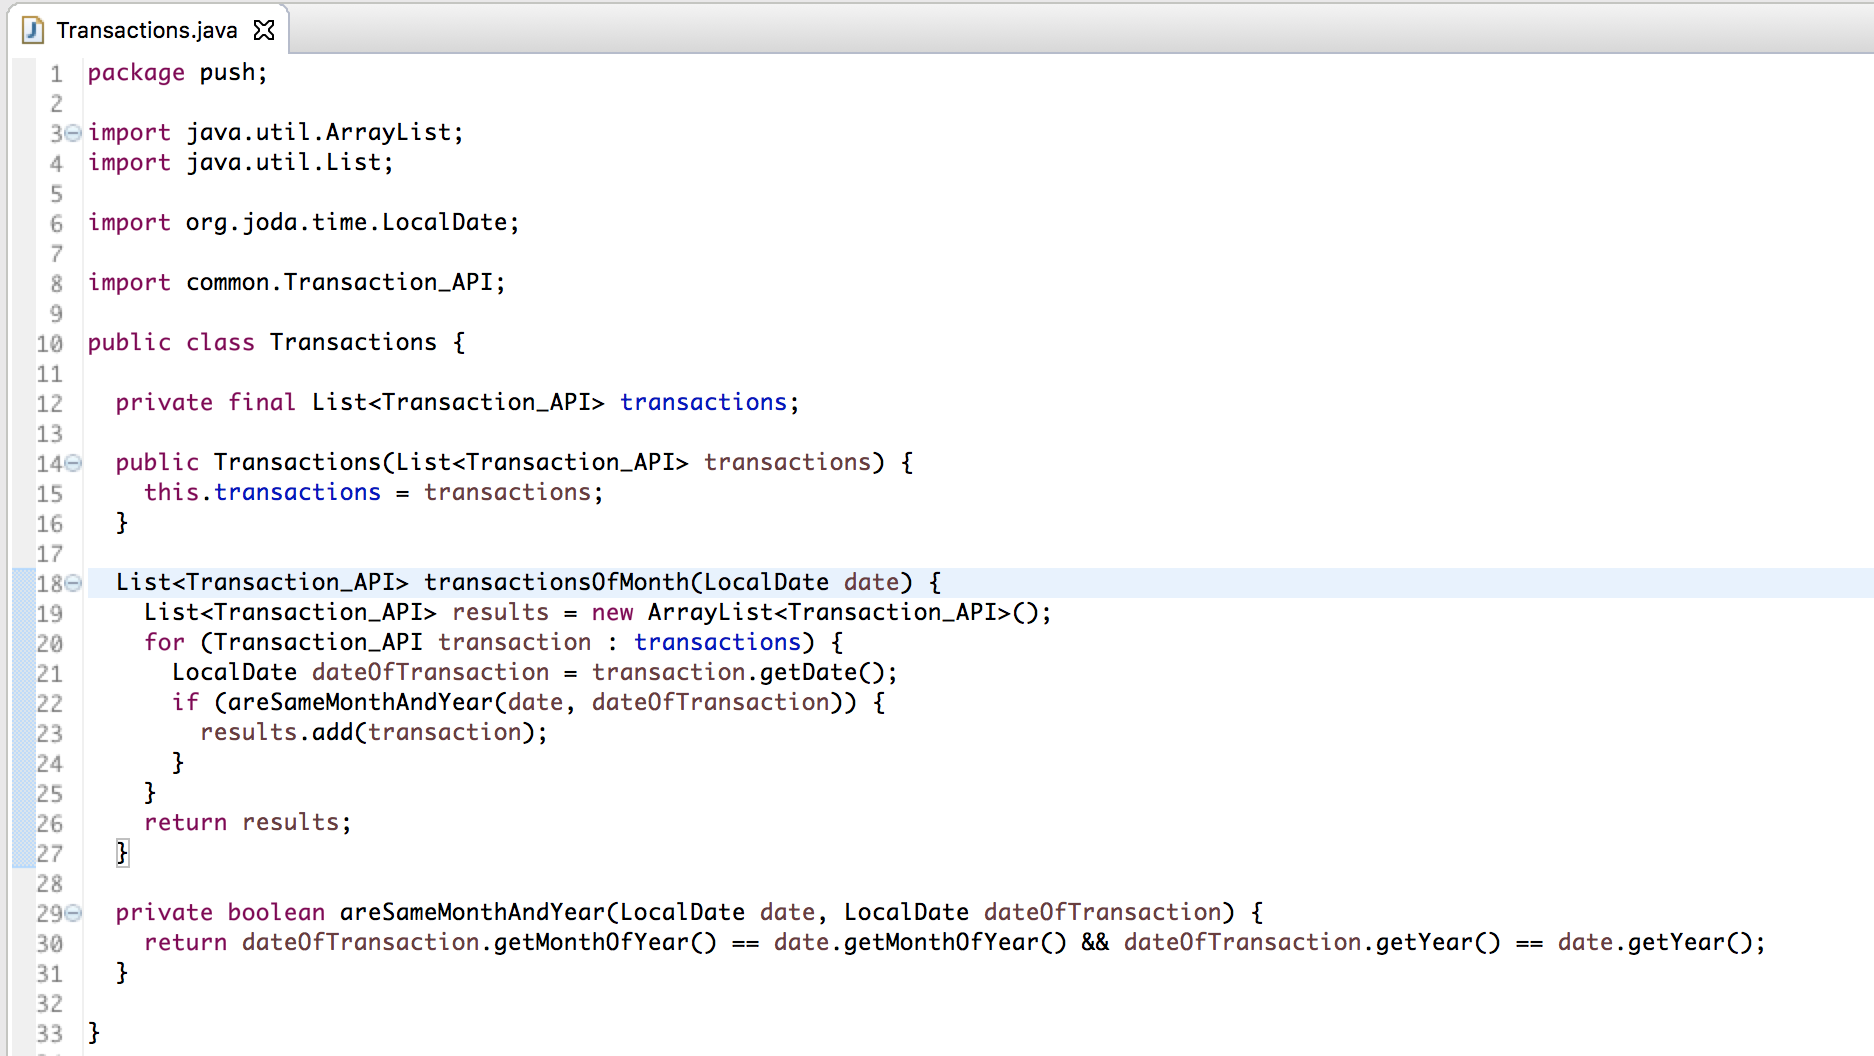 Transactions.java
1 package push;
2
3 import java.util.ArrayList;
4 import java.util.List;
5
6 import org.joda.time.LocalDate;
7
8 import common.Transaction_API;
9
10 public class Transactions {
11
12   private final List<Transaction_API> transactions;
13
14   public Transactions(List<Transaction_API> transactions) {
15     this.transactions = transactions;
16   }
17
18   List<Transaction_API> transactionsOfMonth(LocalDate date) {
19     List<Transaction_API> results = new ArrayList<Transaction_API>();
20     for (Transaction_API transaction : transactions) {
21       LocalDate dateOfTransaction = transaction.getDate();
22       if (areSameMonthAndYear(date, dateOfTransaction)) {
23         results.add(transaction);
24       }
25     }
26     return results;
27   }
28
29   private boolean areSameMonthAndYear(LocalDate date, LocalDate dateOfTransaction) {
30     return dateOfTransaction.getMonthOfYear() == date.getMonthOfYear() && dateOfTransaction.getYear() == date.getYear();
31   }
32
33 }